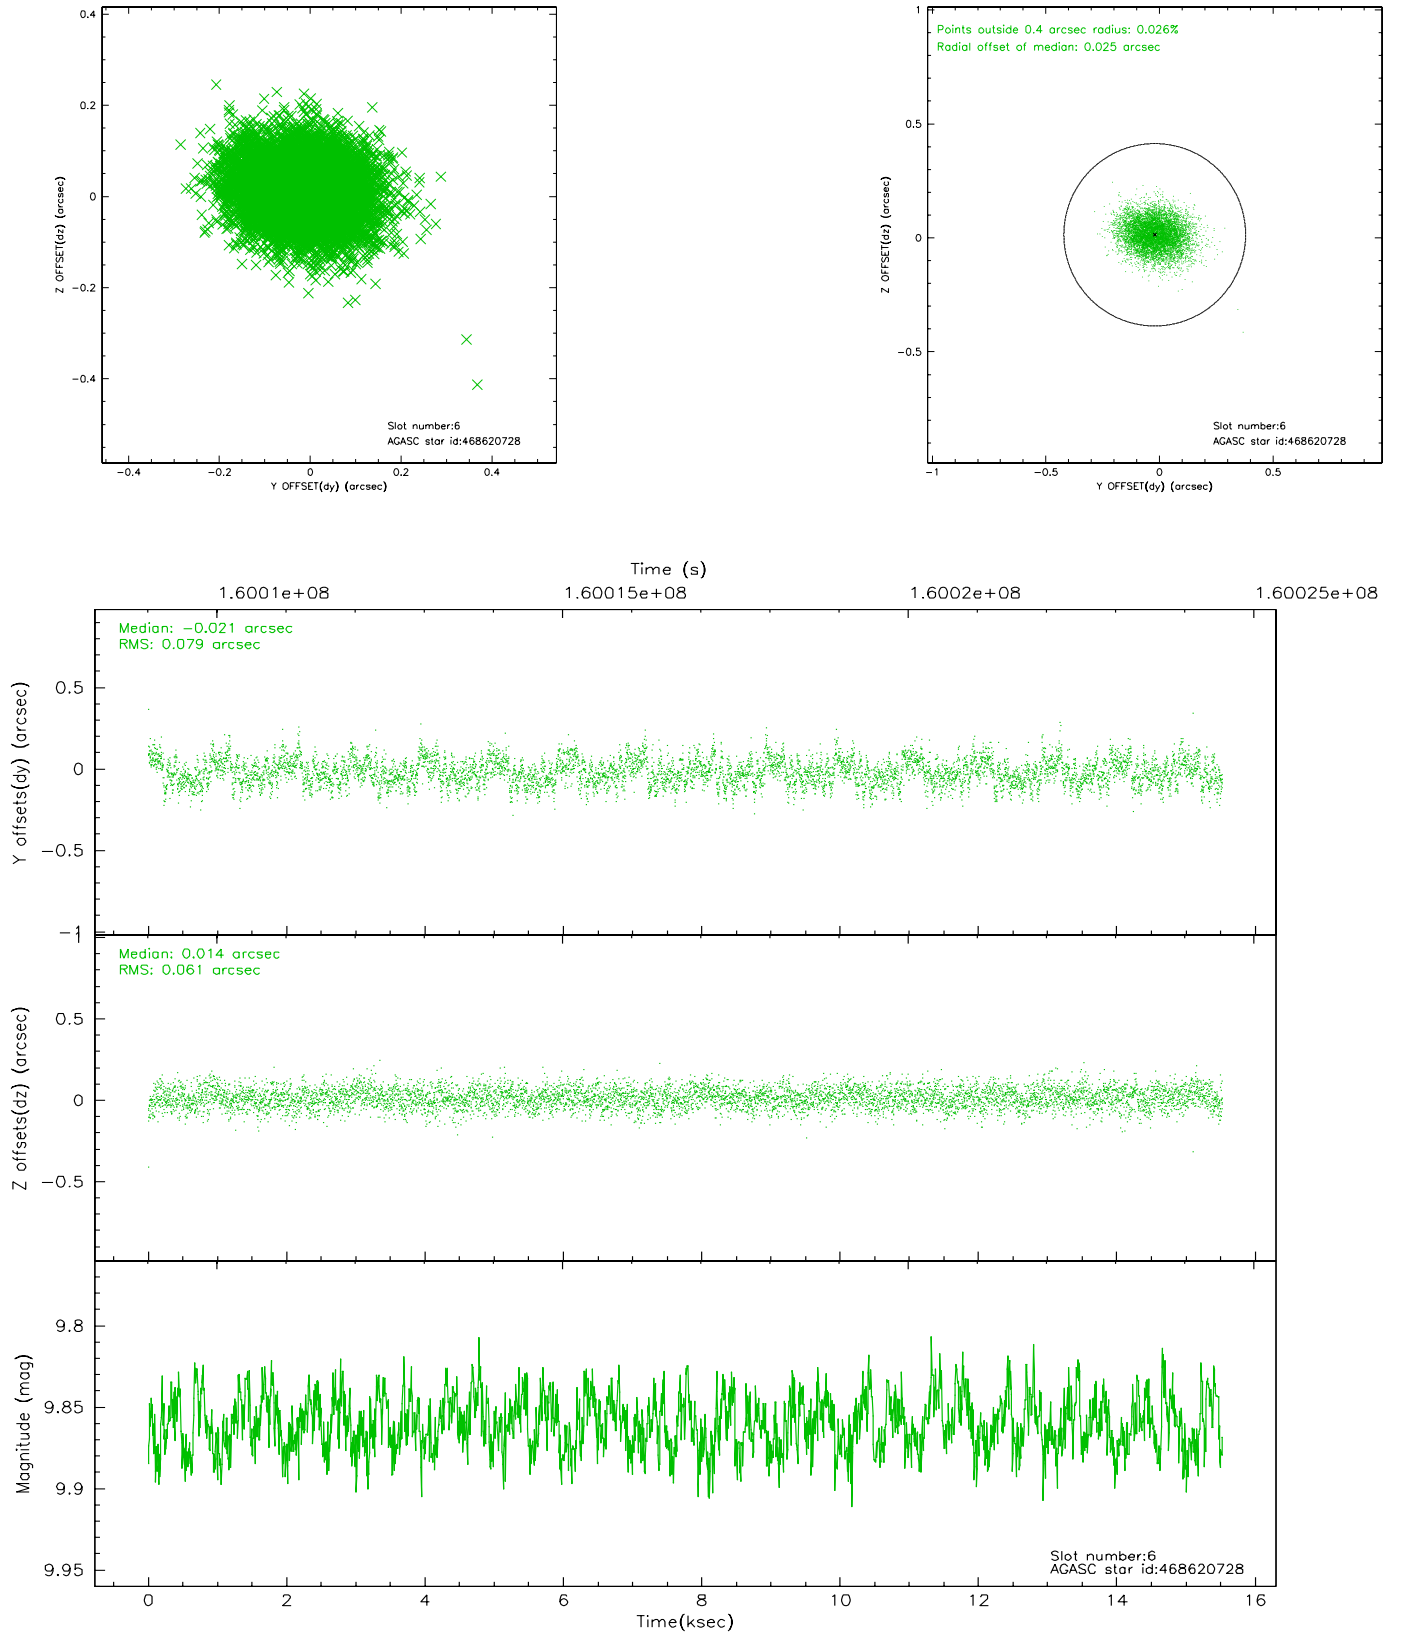 0.4
0.2
0
−0.2
−0.4
Z OFFSET(dz) (arcsec)
Slot number:6
AGASC star id:468620728
−0.4 −0.2 0 0.2 0.4
Y OFFSET(dy) (arcsec)
Points outside 0.4 arcsec radius: 0.026%
Radial offset of median: 0.025 arcsec
1
0.5
0
−0.5
Z OFFSET(dz) (arcsec)
Slot number:6
AGASC star id:468620728
−1 −0.5 0 0.5
Y OFFSET(dy) (arcsec)
Time (s)
1.6001e+08 1.60015e+08 1.6002e+08 1.60025e+08
Median: −0.021 arcsec
RMS: 0.079 arcsec
0.5
0
−0.5
−1
Y offsets(dy) (arcsec)
Median: 0.014 arcsec
RMS: 0.061 arcsec
1
0.5
0
−0.5
Z offsets(dz) (arcsec)
9.8
9.85
9.9
9.95
Magnitude (mag)
Slot number:6
AGASC star id:468620728
0 2 4 6 8 10 12 14 16
Time(ksec)